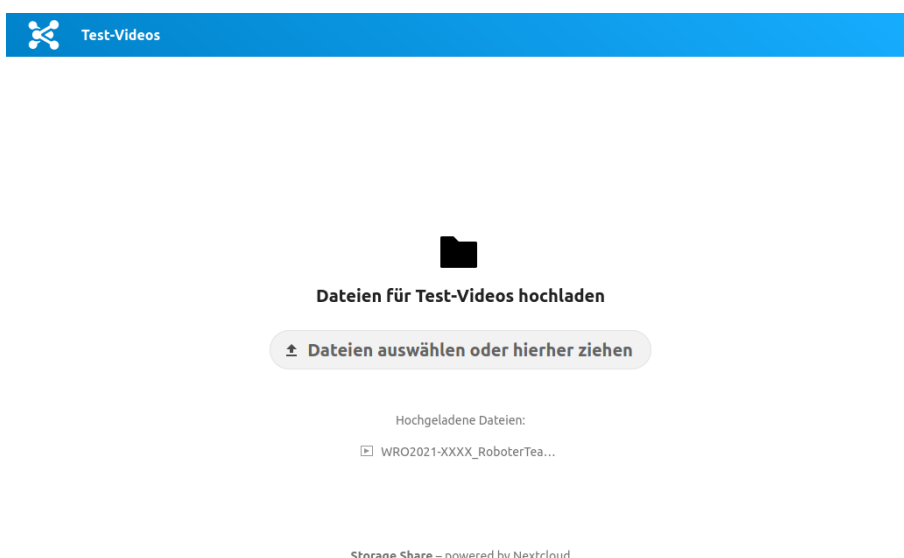 Test-Videos
Dateien für Test-Videos hochladen
Dateien auswählen oder hierher ziehen
Hochgeladene Dateien:
WRO2021-XXXX_RoboterTea…
Storage Share – powered by Nextcloud